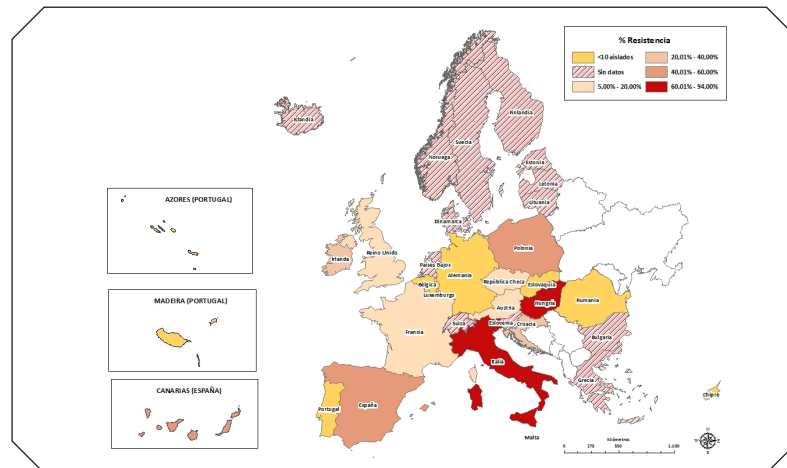 % Resistencia
<10 aislados
20,01% - 40,00%
Sin datos
40,01% - 60,00%
5,00% - 20,00%
60,01% - 94,00%
Islandia
Finlandia
Suecia
Noruega
Estonia
Letonia
Lituania
Dinamarca
AZORES (PORTUGAL)
Irlanda
Reino Unido
Países Bajos
Polonia
Alemania
Bélgica
República Checa
Eslovaquia
Luxemburgo
MADEIRA (PORTUGAL)
Austria
Hungría
Rumania
Francia
Suiza
Eslovenia
Croacia
Bulgaria
Italia
Grecia
CANARIAS (ESPAÑA)
Portugal
España
Chipre
Malta
Kilómetros
0 275 550 1.100
N
S